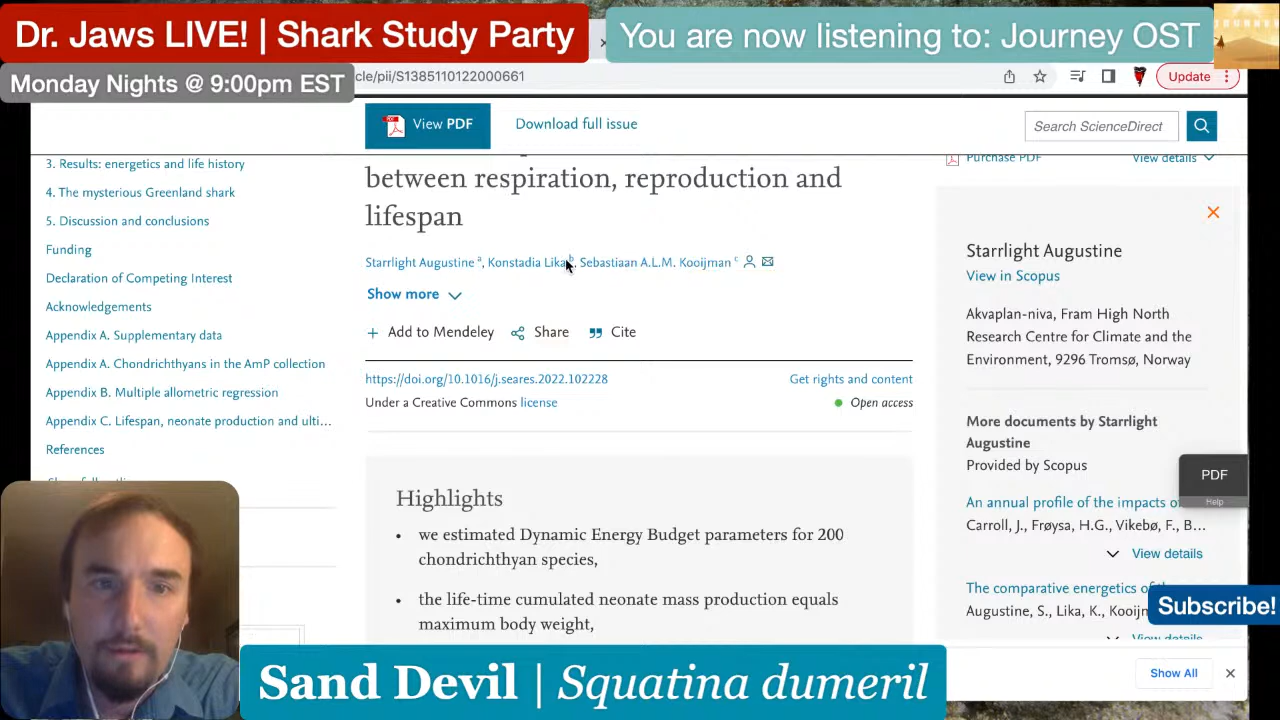 Dr. Jaws LIVE! | Shark Study Party
You are now listening to: Journey OST
Monday Nights @ 9:00pm EST
cle/pii/S1385110122000661
Update
View PDF
Download full issue
Search ScienceDirect
3. Results: energetics and life history
4. The mysterious Greenland shark
5. Discussion and conclusions
Funding
Declaration of Competing Interest
Acknowledgements
Appendix A. Supplementary data
Appendix A. Chondrichthyans in the AmP collection
Appendix B. Multiple allometric regression
Appendix C. Lifespan, neonate production and ulti...
References
between respiration, reproduction and
lifespan
Starrlight Augustine a, Konstadia Lika b, Sebastiaan A.L.M. Kooijman c
Show more
Add to Mendeley
Share
Cite
https://doi.org/10.1016/j.seares.2022.102228
Get rights and content
Under a Creative Commons license
Open access
Highlights
• we estimated Dynamic Energy Budget parameters for 200
chondrichthyan species,
• the life-time cumulated neonate mass production equals
maximum body weight,
Purchase PDF
View details
Starrlight Augustine
View in Scopus
Akvaplan-niva, Fram High North
Research Centre for Climate and the
Environment, 9296 Tromsø, Norway
More documents by Starrlight
Augustine
Provided by Scopus
An annual profile of the impacts o
Carroll, J., Frøysa, H.G., Vikebø, F., B...
View details
The comparative energetics of
Augustine, S., Lika, K., Kooijm
View details
PDF
Help
Subscribe!
Show All
Sand Devil | Squatina dumeril